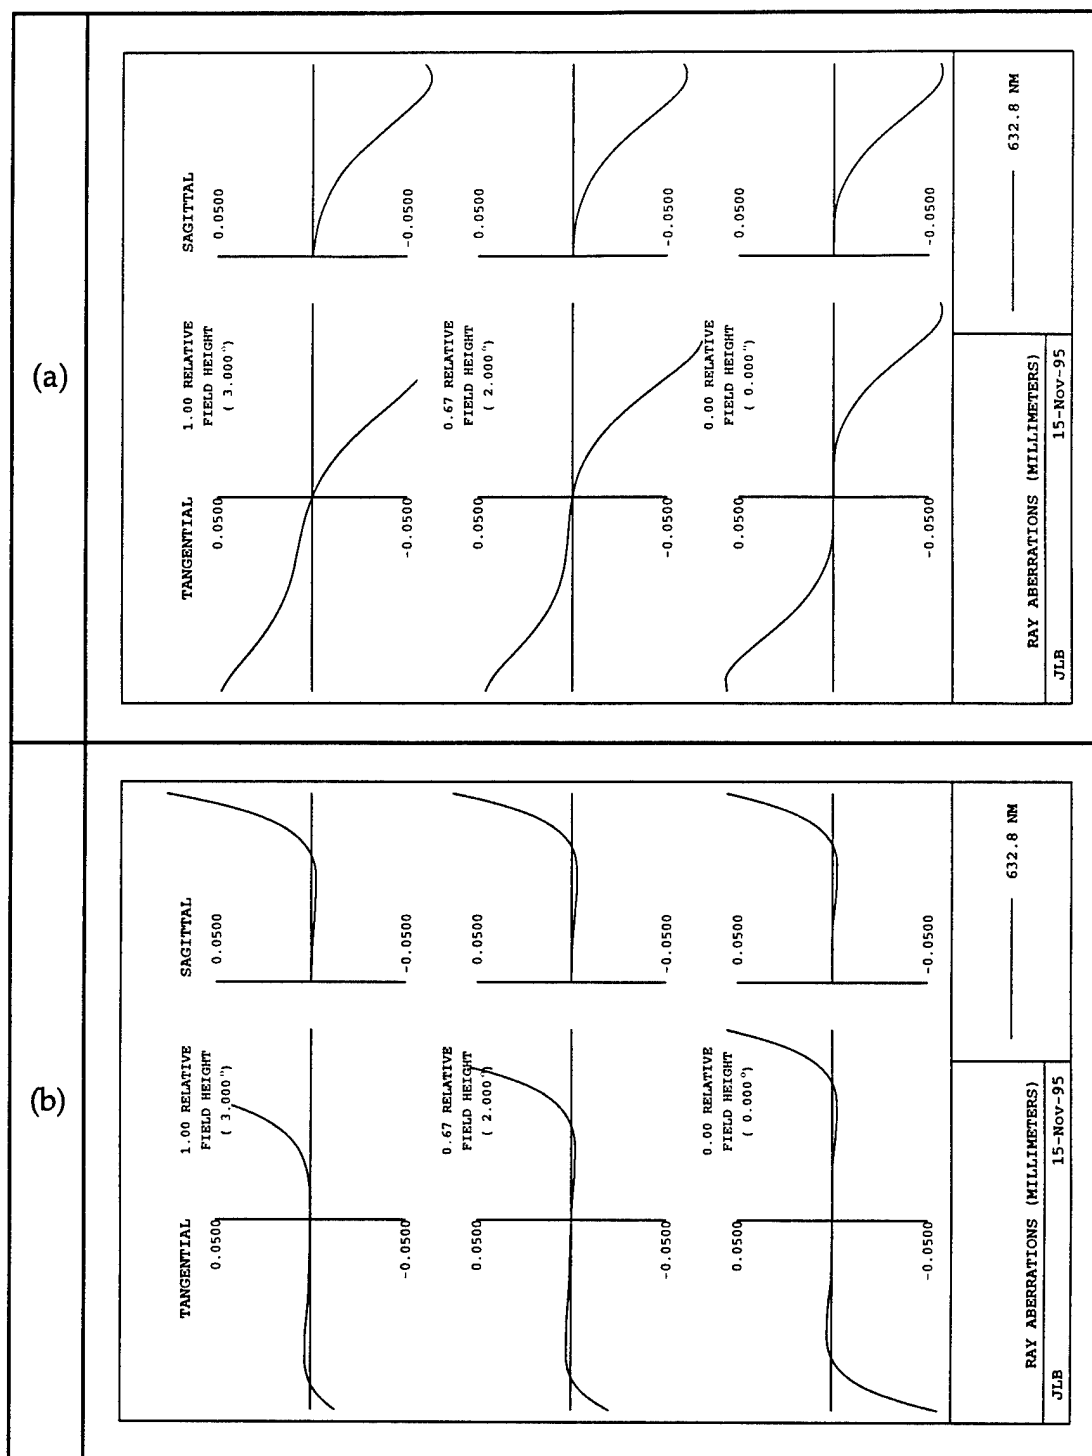 (a)
TANGENTIAL
1.00 RELATIVE
FIELD HEIGHT
( 3.000°)
SAGITTAL
0.0500
0.0500
-0.0500
-0.0500
0.67 RELATIVE
FIELD HEIGHT
( 2.000°)
0.0500
0.0500
-0.0500
-0.0500
0.00 RELATIVE
FIELD HEIGHT
( 0.000°)
0.0500
0.0500
-0.0500
-0.0500
RAY ABERRATIONS (MILLIMETERS)
JLB
15-Nov-95
632.8 NM
(b)
TANGENTIAL
1.00 RELATIVE
FIELD HEIGHT
( 3.000°)
SAGITTAL
0.0500
0.0500
-0.0500
-0.0500
0.67 RELATIVE
FIELD HEIGHT
( 2.000°)
0.0500
0.0500
-0.0500
-0.0500
0.00 RELATIVE
FIELD HEIGHT
( 0.000°)
0.0500
0.0500
-0.0500
-0.0500
RAY ABERRATIONS (MILLIMETERS)
JLB
15-Nov-95
632.8 NM